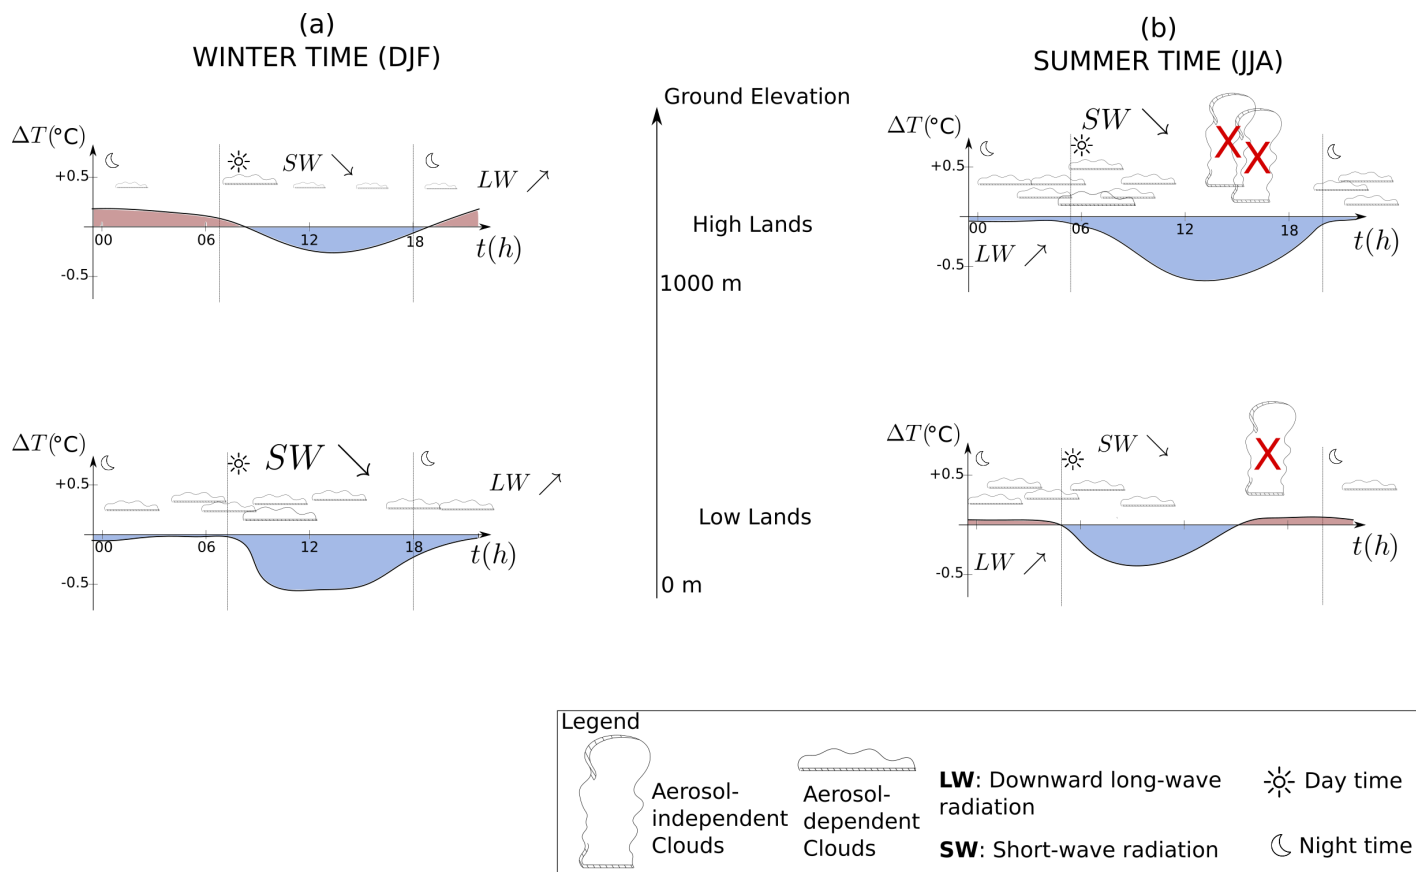 (a)
WINTER TIME (DJF)
(b)
SUMMER TIME (JJA)
Ground Elevation
High Lands
1000 m
Low Lands
0 m
ΔT(°C)
+0.5
-0.5
SW ↘
LW ↗
00 06 12 18
t(h)
ΔT(°C)
+0.5
-0.5
SW ↘
X X
LW ↗
00 06 12 18
t(h)
ΔT(°C)
+0.5
-0.5
SW ↘
LW ↗
00 06 12 18
t(h)
ΔT(°C)
+0.5
-0.5
SW ↘
X
LW ↗
t(h)
Legend
Aerosol-
independent
Clouds
Aerosol-
dependent
Clouds
LW: Downward long-wave
radiation
SW: Short-wave radiation
Day time
Night time